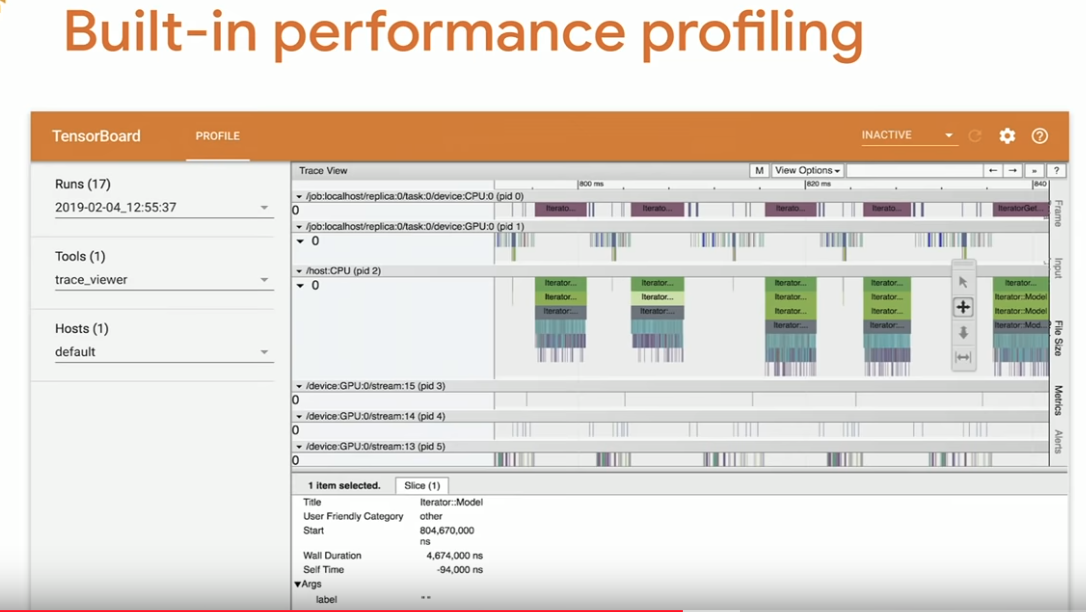 Built-in performance profiling
TensorBoard
PROFILE
INACTIVE
Runs (17)
2019-02-04_12:55:37
Tools (1)
trace_viewer
Hosts (1)
default
Trace View
M
View Options
←
→
»
?
800 ms
820 ms
840
/job:localhost/replica:0/task:0/device:CPU:0 (pid 0)
0
Iterato...
Iterato...
Iterato...
Iterato...
IteratorGet...
/job:localhost/replica:0/task:0/device:GPU:0 (pid 1)
0
/host:CPU (pid 2)
0
Iterator... Iterator... Iterator... Iterator... Iterator...
Iterator... Iterator... Iterator... Iterator... Iterator::Model
Iterator:... Iterator:... Iterator... Iterator... Iterator::Model
Iterator:... Iterator:... Iterator::Mod...
/device:GPU:0/stream:15 (pid 3)
0
/device:GPU:0/stream:14 (pid 4)
0
/device:GPU:0/stream:13 (pid 5)
0
Frame
Input
File Size
Metrics
Alerts
1 item selected.
Slice (1)
Title Iterator::Model
User Friendly Category other
Start 804,670,000
ns
Wall Duration 4,674,000 ns
Self Time -94,000 ns
Args
label ""